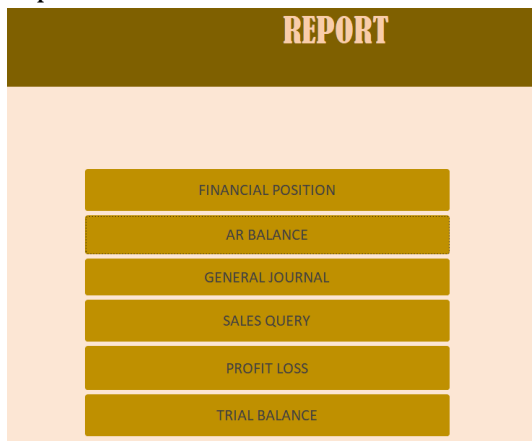 REPORT
FINANCIAL POSITION
AR BALANCE
GENERAL JOURNAL
SALES QUERY
PROFIT LOSS
TRIAL BALANCE